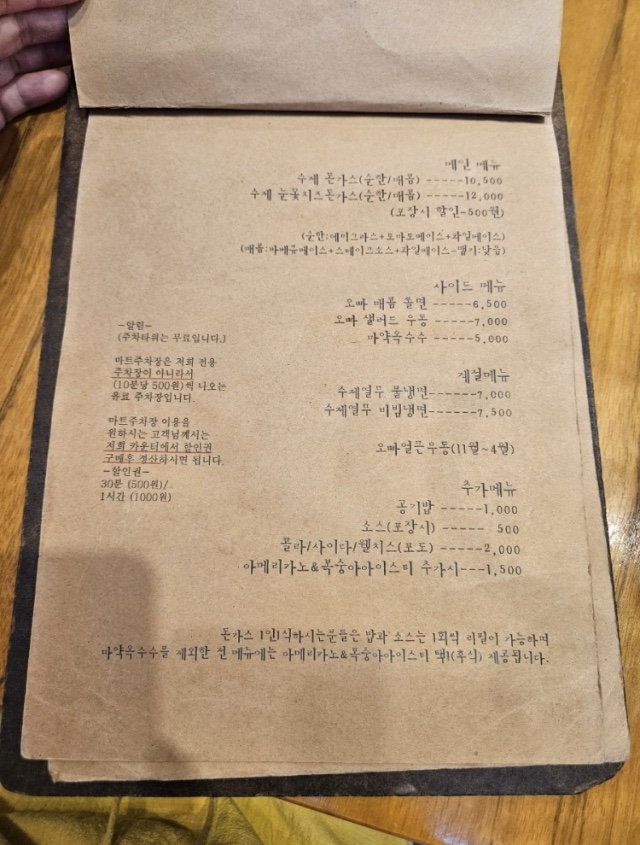 메인 메뉴
수제 돈가스(순한/매콤) -----10,500
수제 눈꽃치즈돈가스(순한/매콤) -----12,000
(포장시 할인-500원)
(순한:데미그라스+토마토베이스+과일베이스)
(매콤:마베큐베이스+스테이크소스+과일베이스-맵기:낮음)
사이드 메뉴
오빠 매콤 쫄면 -----6,500
오빠 샐러드 우동 -----7,000
마약옥수수 -----5,000
계절메뉴
수제열무 물냉면-----7,000
수제열무 비빔냉면-----7,500
오빠얼큰우동(11월~4월)
추가메뉴
공기밥 -----1,000
소스(포장시) ----- 500
콜라/사이다/웰치스(포도) -----2,000
아메리카노&복숭아아이스티 추가시---1,500
-알림-
(주차타워는 무료입니다.)
마트주차장은 저희 전용
주차장이 아니라서
(10분당 500원)씩 나오는
유료 주차장입니다.
마트주차장 이용을
원하시는 고객님께서는
저희 카운터에서 할인권
구매후 정산하시면 됩니다.
-할인권-
30분 (500원)/
1시간 (1000원)
돈가스 1인1식하시는분들은 밥과 소스는 1회씩 리필이 가능하며
마약옥수수를 제외한 전 메뉴에는 아메리카노&복숭아아이스티 택1(후식) 제공됩니다.